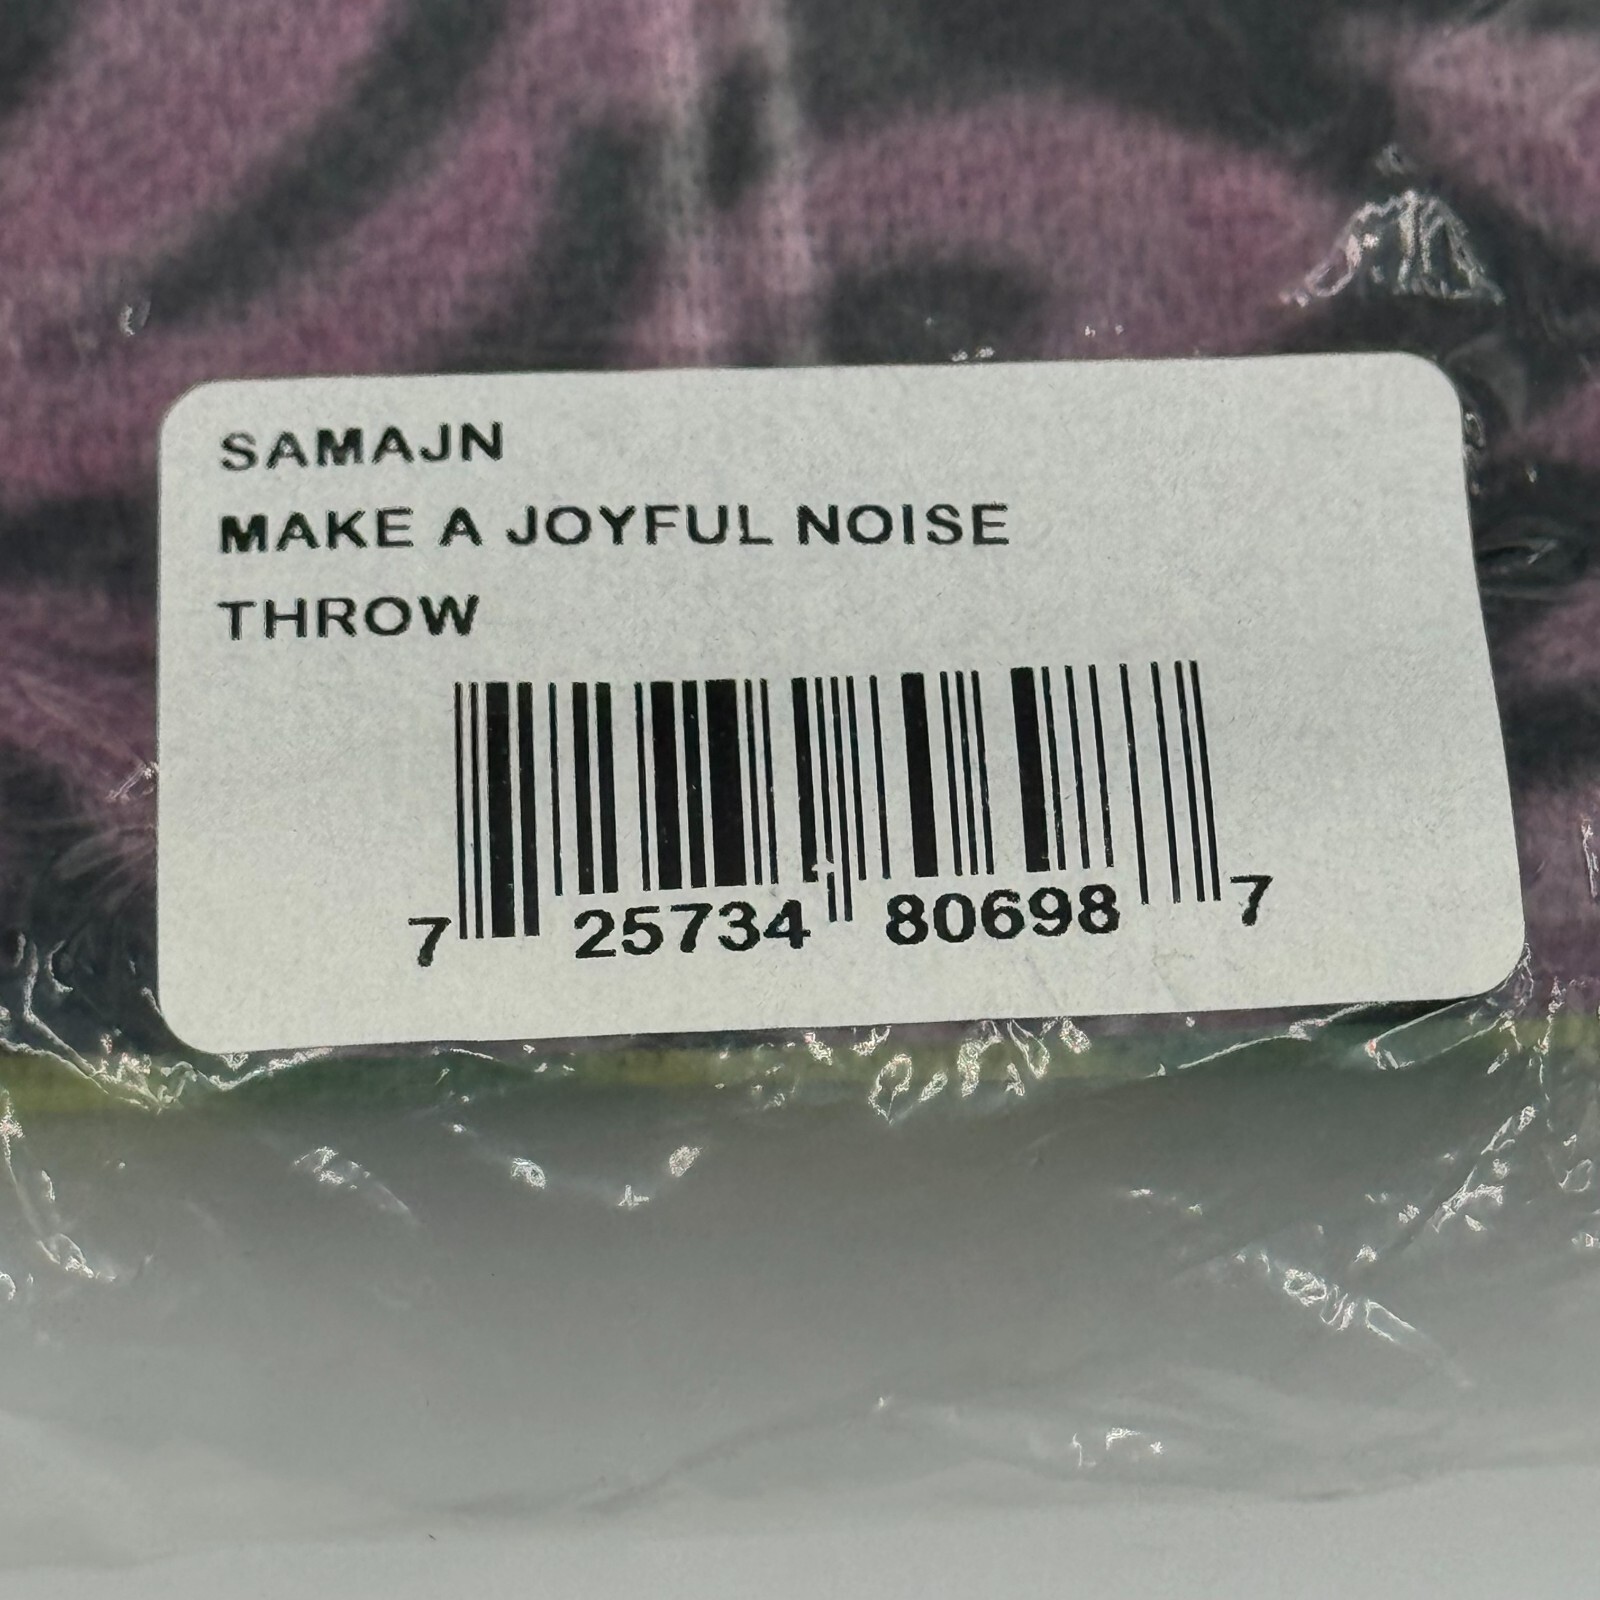 SAMAJN
MAKE A JOYFUL NOISE
THROW
7 25734 80698 7